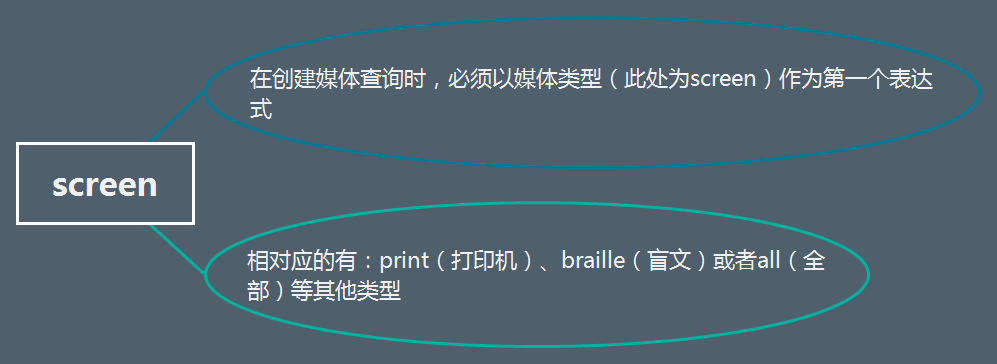 在创建媒体查询时，必须以媒体类型（此处为screen）作为第一个表达
式
screen
相对应的有：print（打印机）、braille（盲文）或者all（全
部）等其他类型